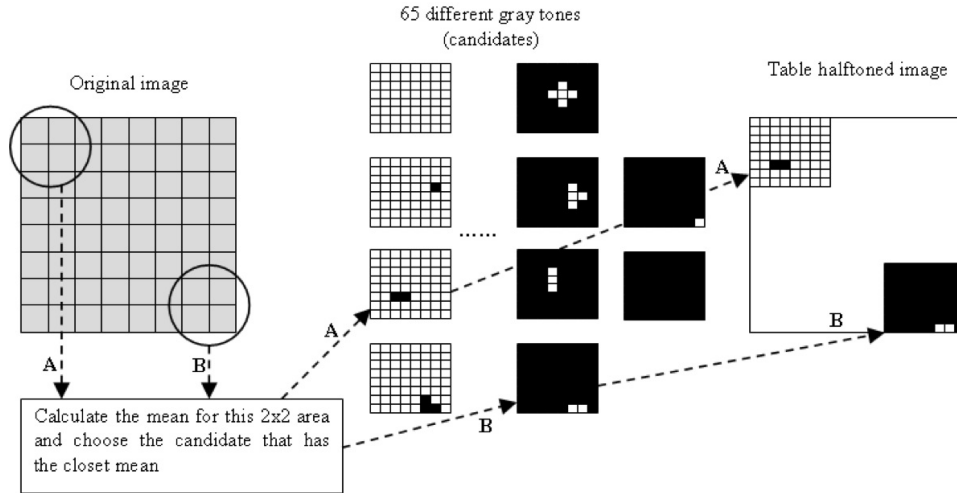 65 different gray tones
(candidates)
Original image
Table halftoned image
A
......
A
A
B
B
B
Calculate the mean for this 2x2 area
and choose the candidate that has
the closet mean